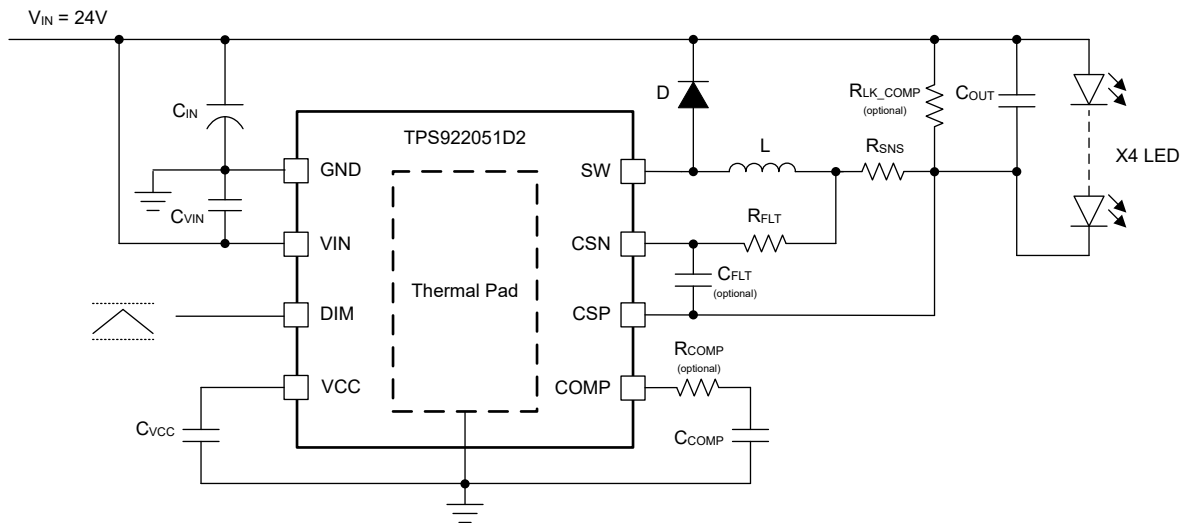 VIN = 24V
CIN
D
RLK_COMP
(optional)
COUT
TPS922051D2
L
RSNS
X4 LED
GND
SW
CVIN
RFLT
VIN
CSN
CFLT
(optional)
Thermal Pad
DIM
CSP
RCOMP
(optional)
VCC
COMP
CVCC
CCOMP